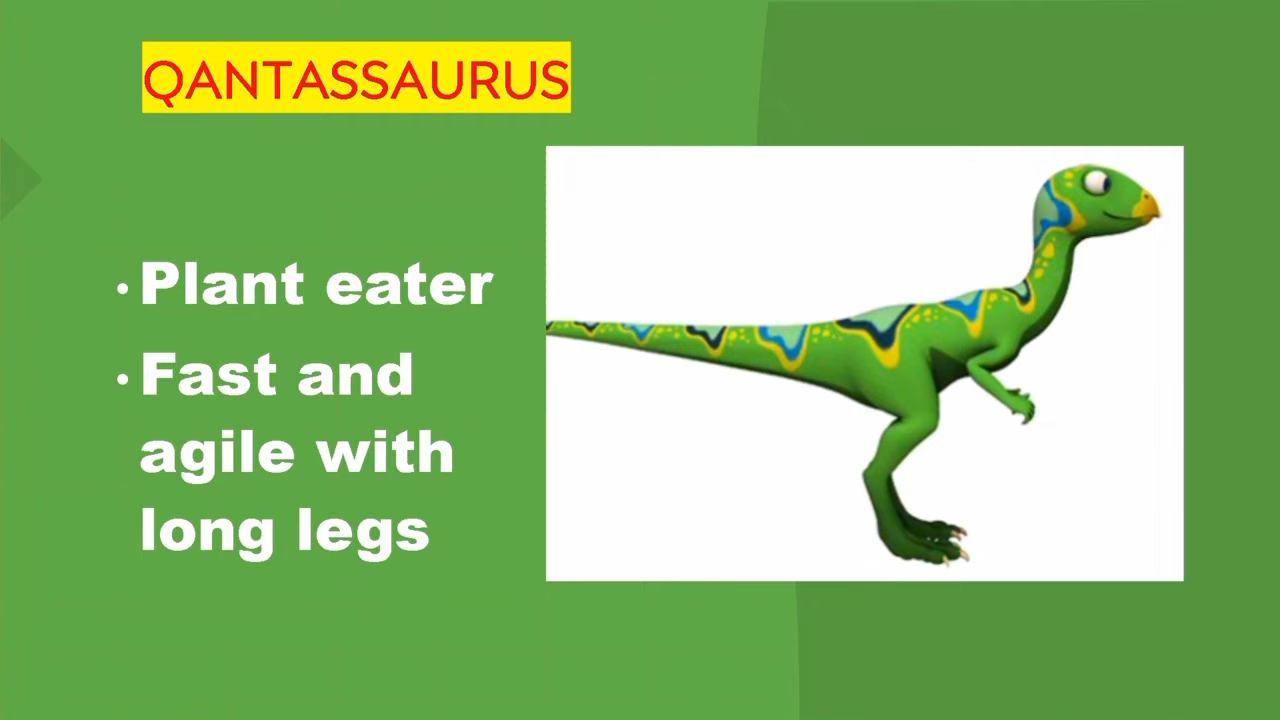 QANTASSAURUS
• Plant eater
• Fast and
agile with
long legs